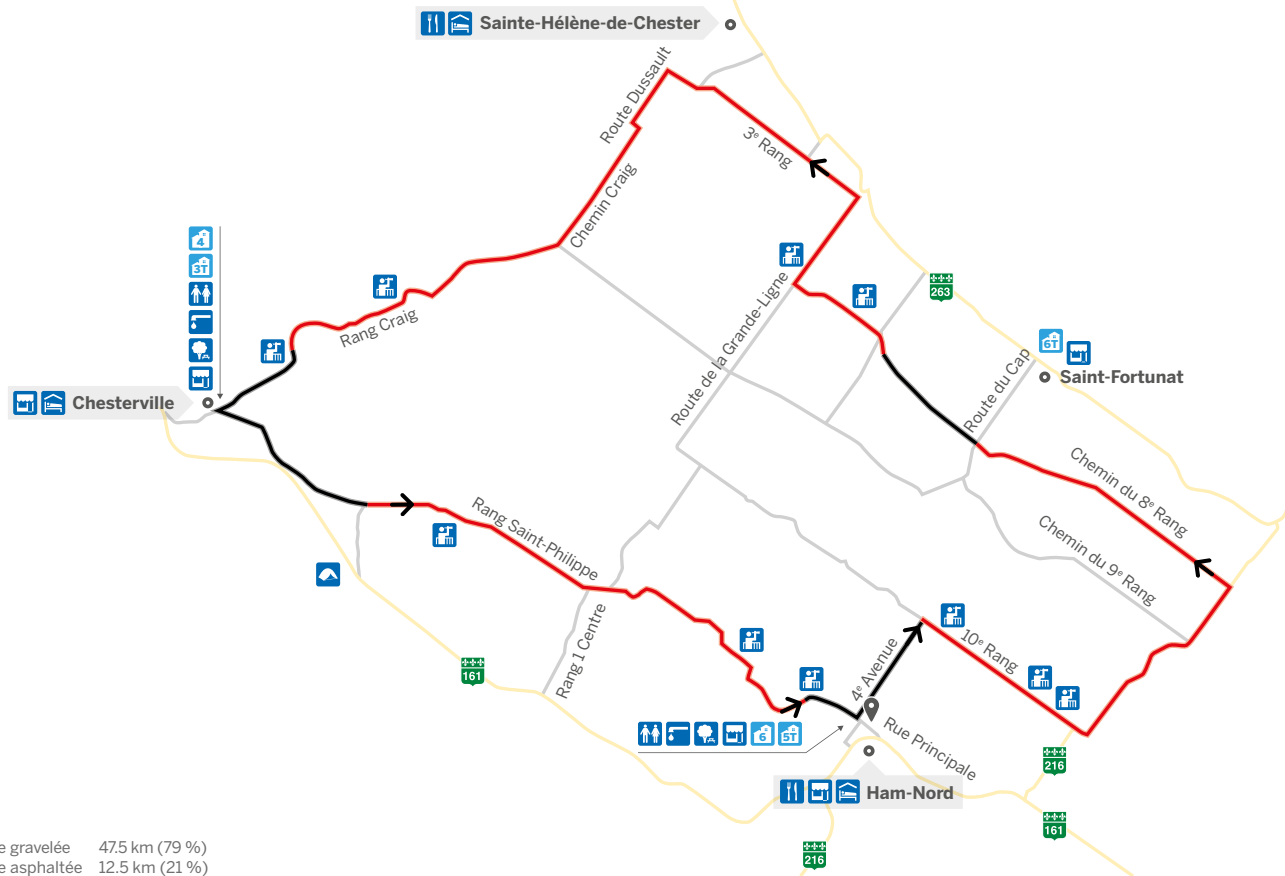 Sainte-Hélène-de-Chester
Route Dussault
3e Rang
Chemin Craig
4
3T
263
Rang Craig
Route de la Grande-Ligne
6T
Route du Cap
Saint-Fortunat
Chesterville
Chemin du 8e Rang
Rang Saint-Philippe
Chemin du 9e Rang
Rang 1 Centre
10e Rang
4e Avenue
161
6
5T
Rue Principale
216
Ham-Nord
161
216
e gravelée 47.5 km (79 %)
e asphaltée 12.5 km (21 %)